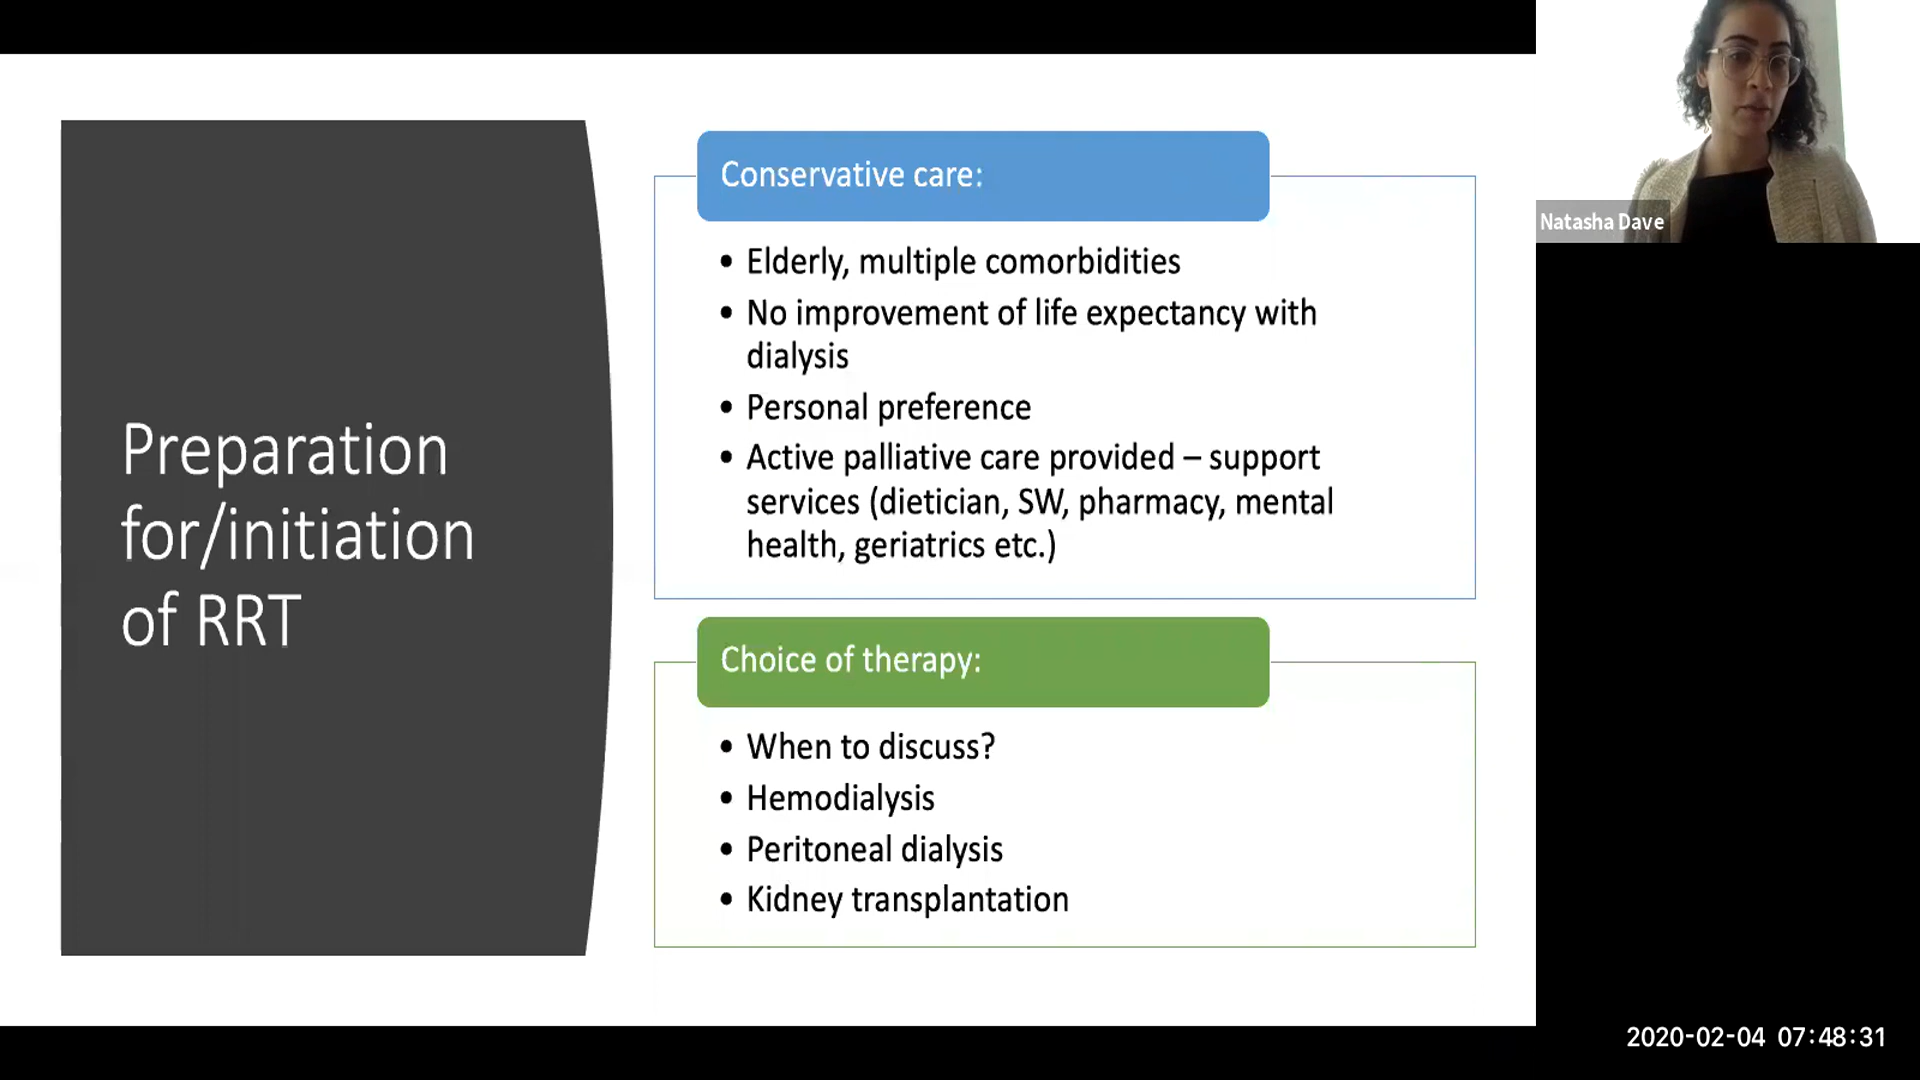 Preparation
for/initiation
of RRT
Conservative care:
• Elderly, multiple comorbidities
• No improvement of life expectancy with
dialysis
• Personal preference
• Active palliative care provided – support
services (dietician, SW, pharmacy, mental
health, geriatrics etc.)
Choice of therapy:
• When to discuss?
• Hemodialysis
• Peritoneal dialysis
• Kidney transplantation
Natasha Dave
2020-02-04 07:48:31